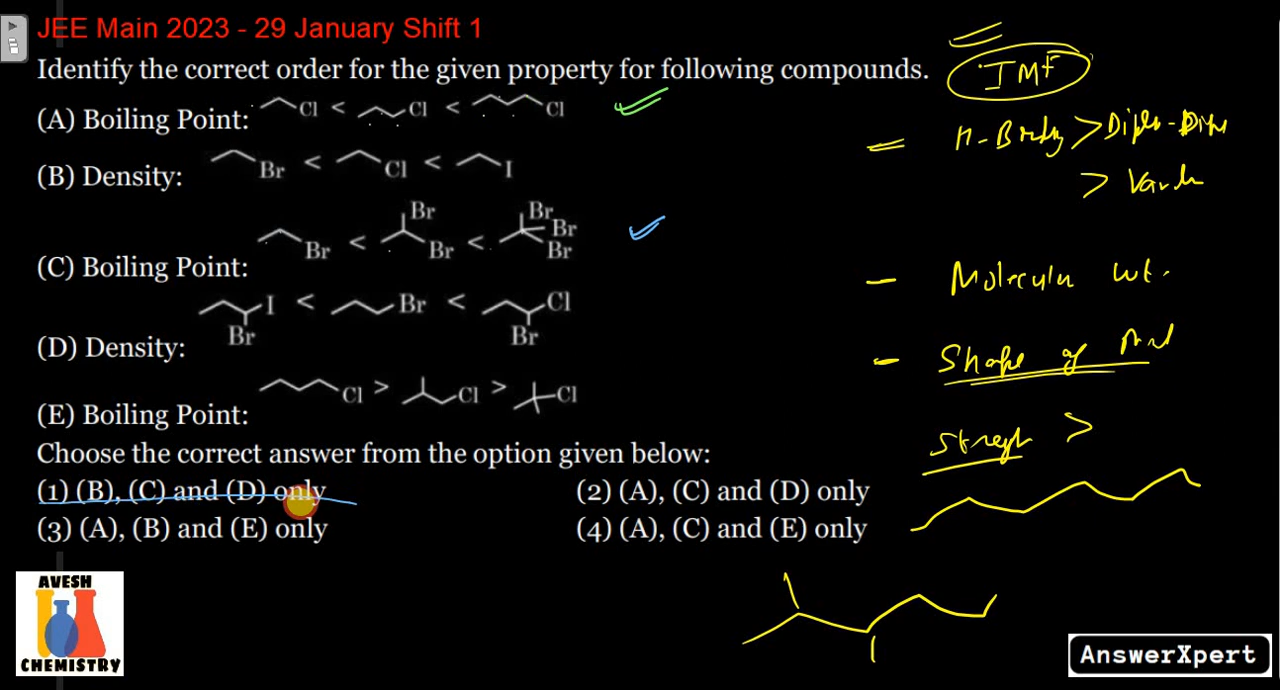 JEE Main 2023 - 29 January Shift 1
Identify the correct order for the given property for following compounds.
IMF
(A) Boiling Point: Cl < Cl < Cl
> Dipole-Dipole
(B) Density: Br < Cl < I
>
(C) Boiling Point: Br < Br Br < Br Br Br
- Molecular wt.
(D) Density: I Br < Br < Cl Br
- Shape of
(E) Boiling Point: Cl > Cl > Cl
>
Choose the correct answer from the option given below:
(1) (B), (C) and (D) only
(2) (A), (C) and (D) only
(3) (A), (B) and (E) only
(4) (A), (C) and (E) only
AVESH
CHEMISTRY
AnswerXpert